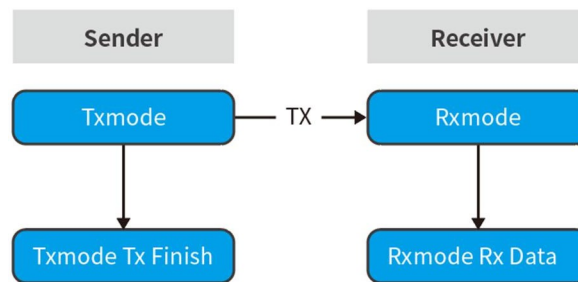 Sender
Receiver
Txmode
TX
Rxmode
Txmode Tx Finish
Rxmode Rx Data